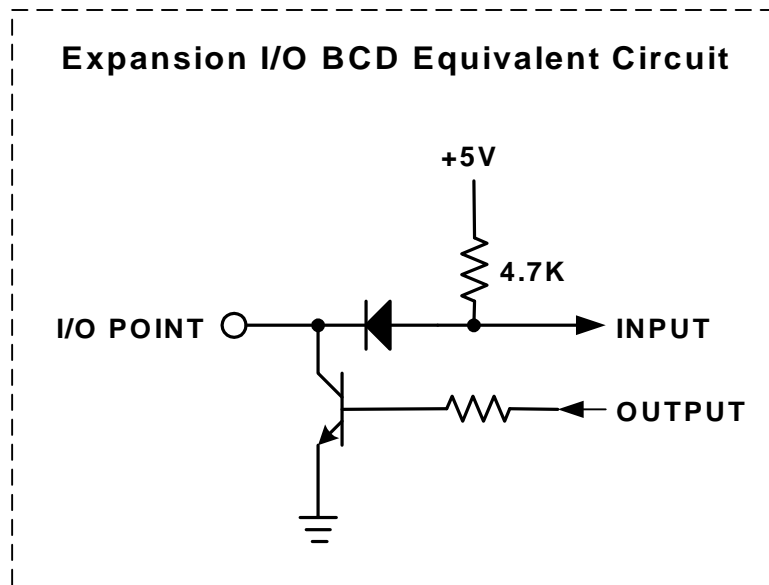 Expansion I/O BCD Equivalent Circuit
+5V
4.7K
I/O POINT
INPUT
OUTPUT